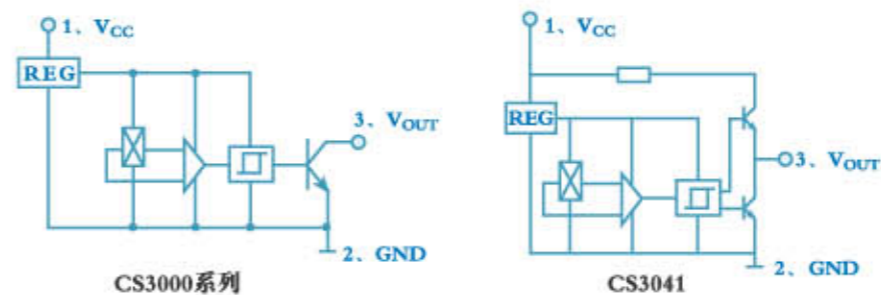 1、VCC
REG
3、VOUT
2、GND
CS3000系列
1、VCC
REG
3、VOUT
2、GND
CS3041